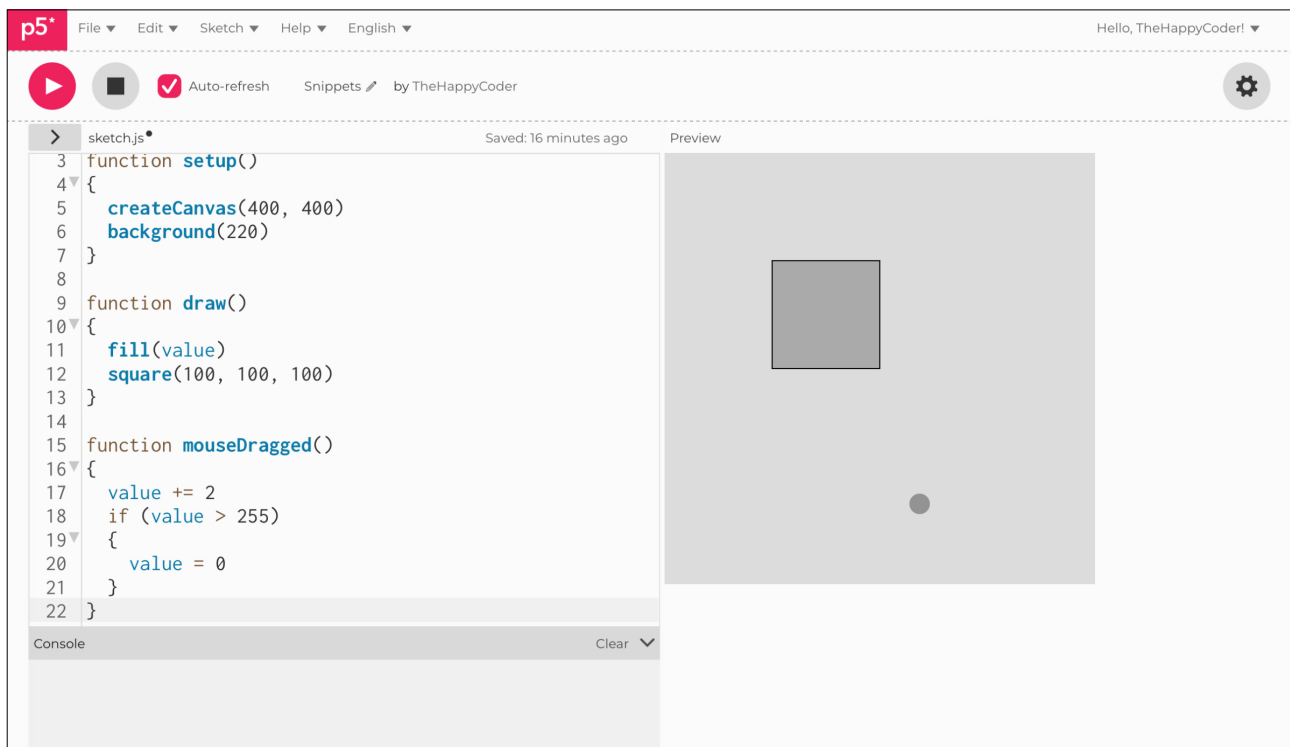 p5* File Edit Sketch Help English Hello, TheHappyCoder!
Auto-refresh Snippets by TheHappyCoder
sketch.js Saved: 16 minutes ago Preview
3 function setup()
4 {
5   createCanvas(400, 400)
6   background(220)
7 }
8
9 function draw()
10 {
11   fill(value)
12   square(100, 100, 100)
13 }
14
15 function mouseDragged()
16 {
17   value += 2
18   if (value > 255)
19   {
20     value = 0
21   }
22 }
Console Clear